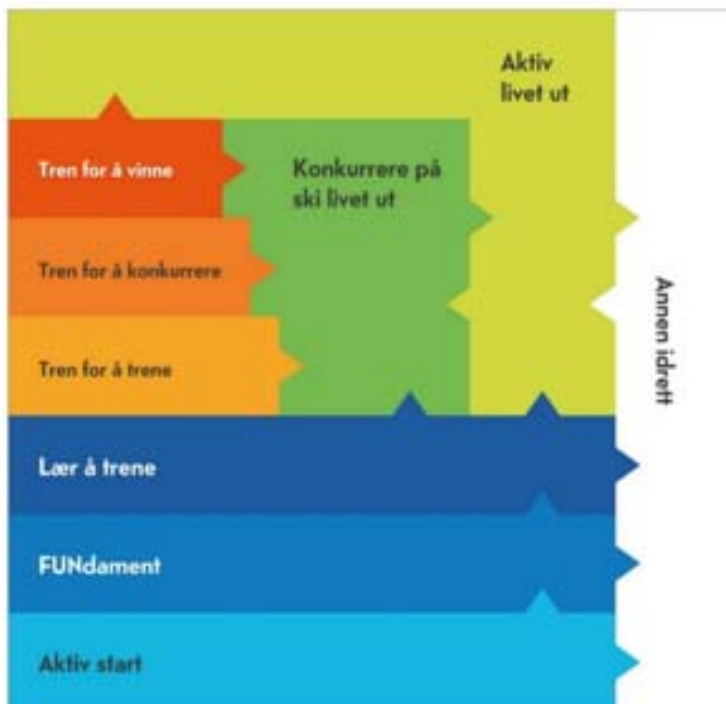 Aktiv
livet ut
Tren for å vinne
Konkurrere på
ski livet ut
Tren for å konkurrere
Tren for å trene
Annen idrett
Lær å trene
FUNdament
Aktiv start